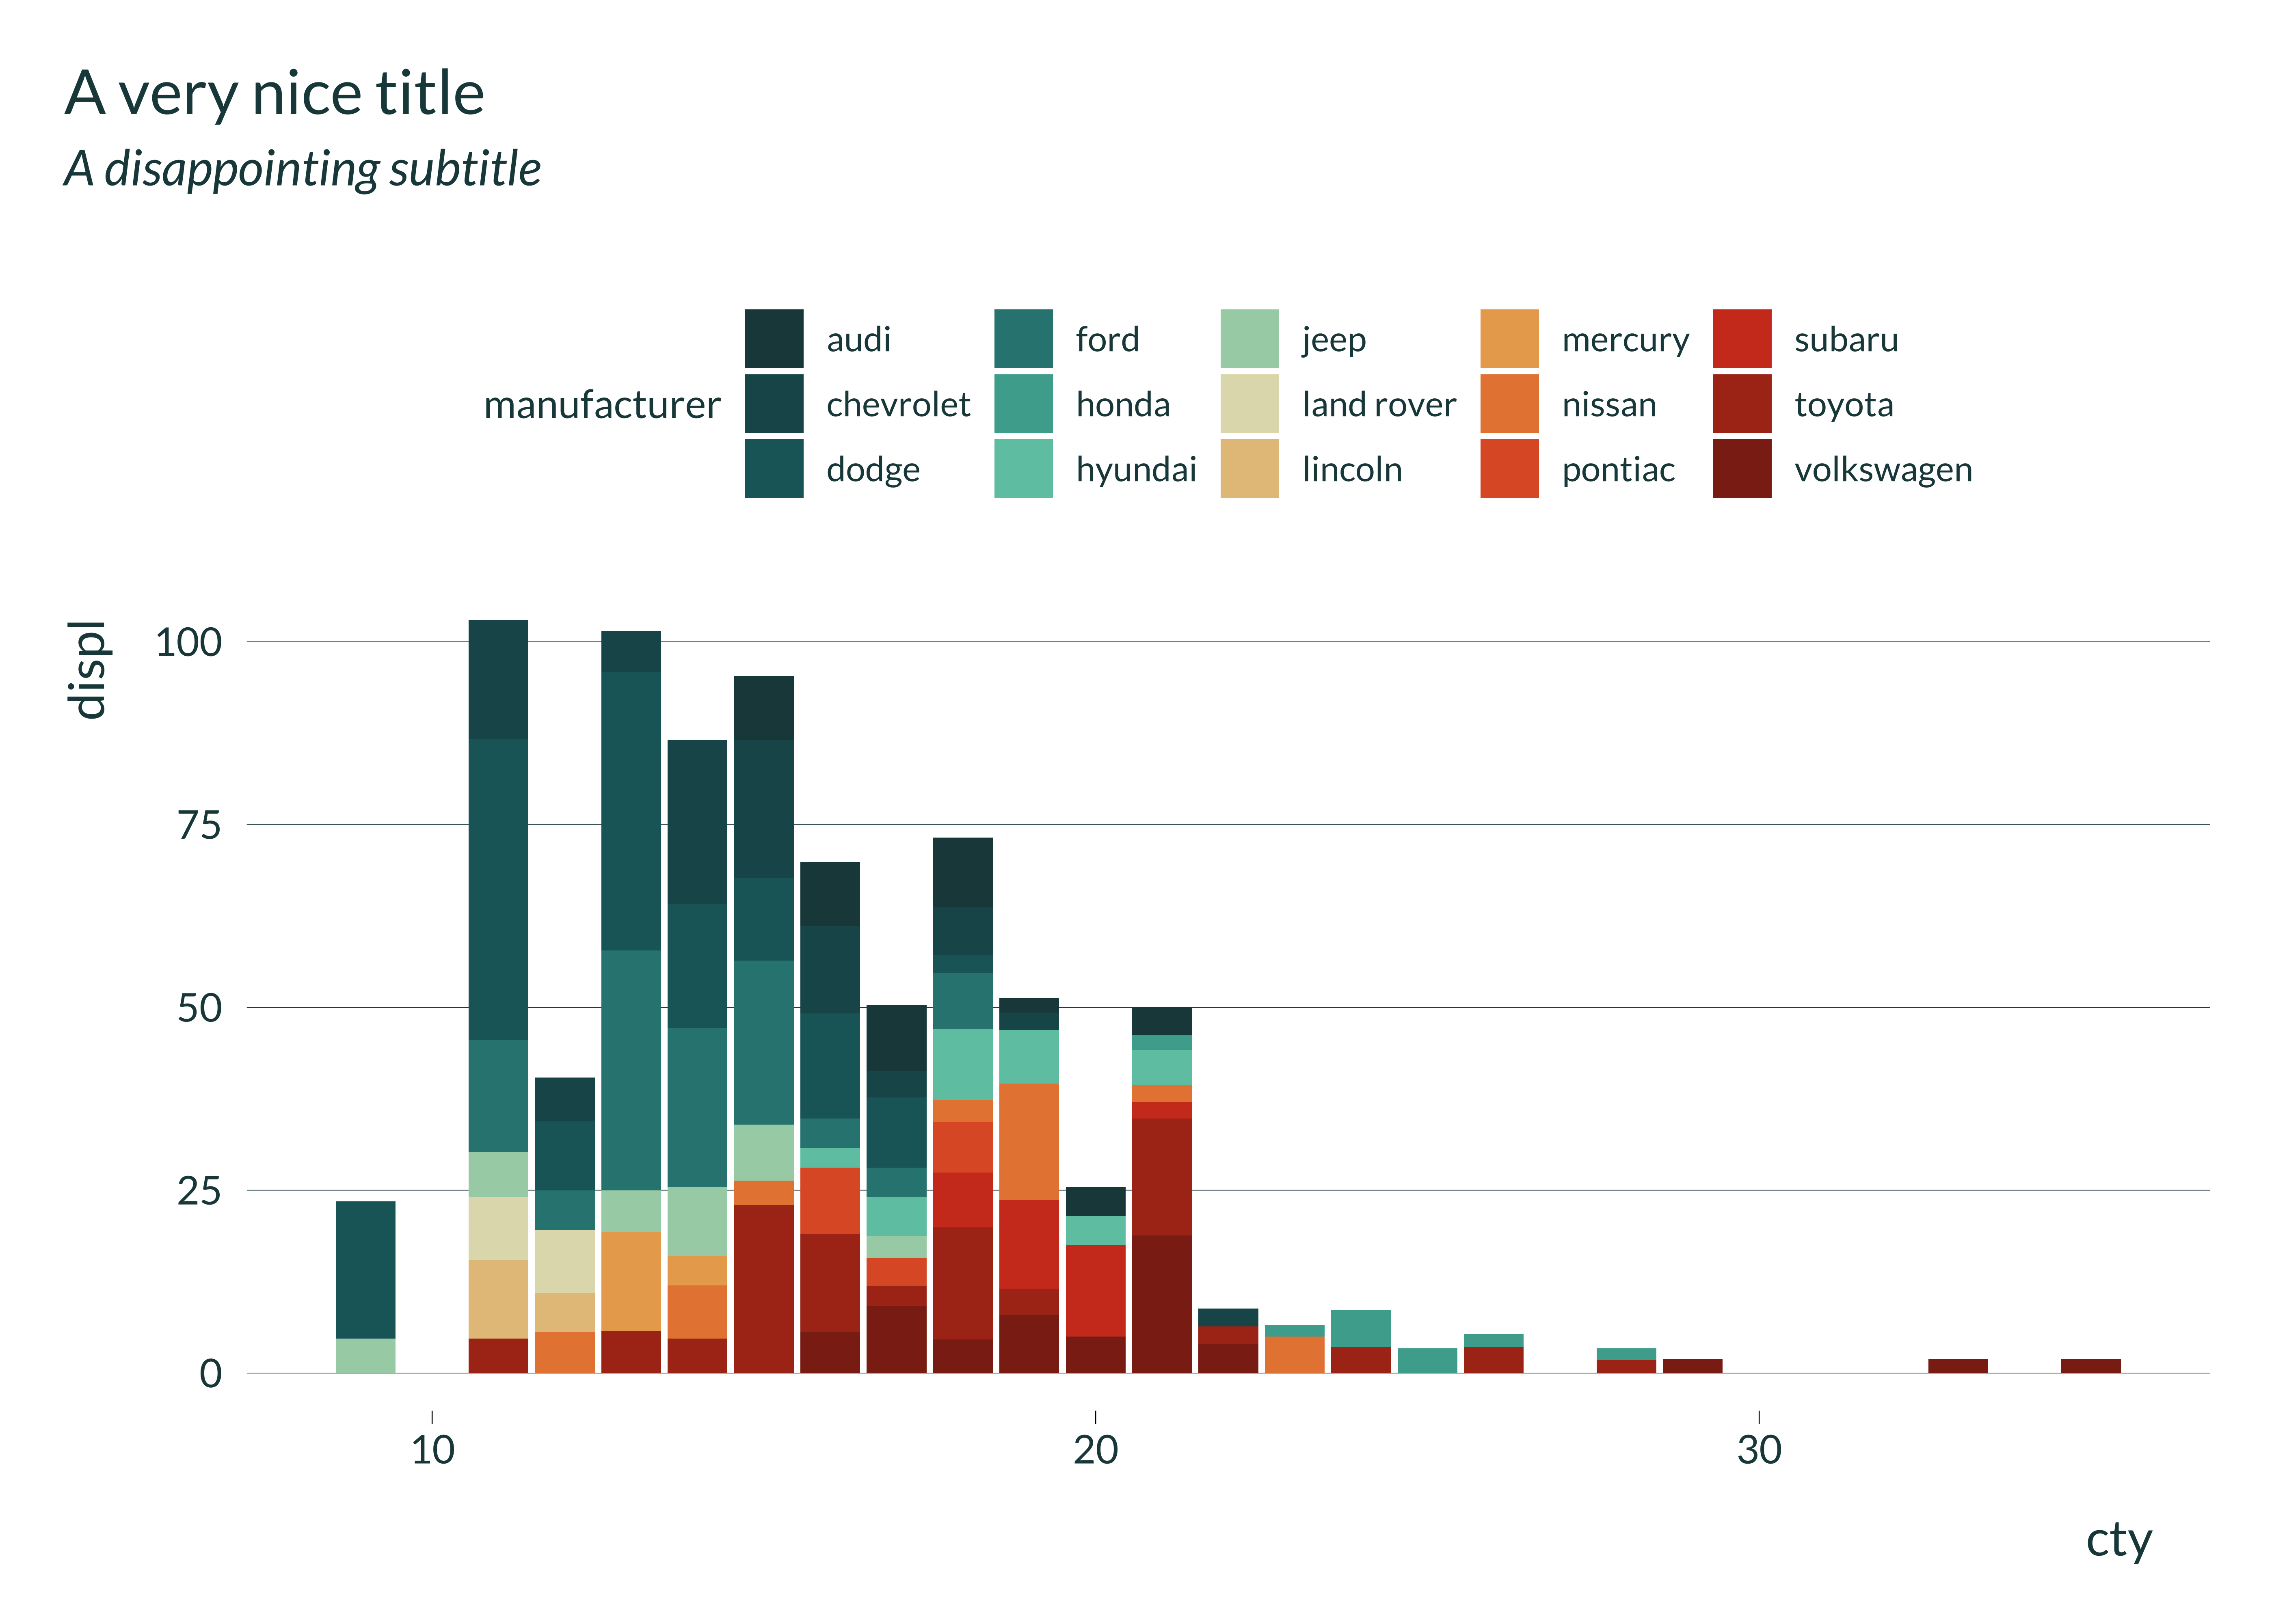 A very nice title
A disappointing subtitle
manufacturer
audi
chevrolet
dodge
ford
honda
hyundai
jeep
land rover
lincoln
mercury
nissan
pontiac
subaru
toyota
volkswagen
displ
100
75
50
25
0
10
20
30
cty